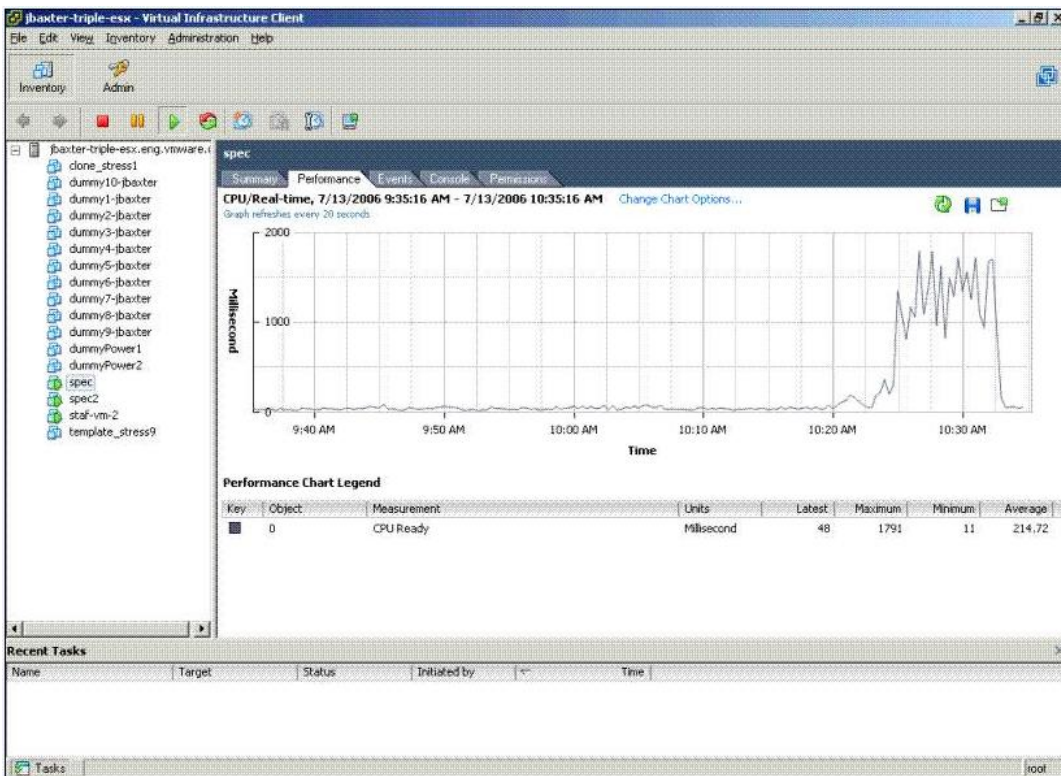 jbaxter-triple-esx - Virtual Infrastructure Client
File Edit View Inventory Administration Help
Inventory Admin
jbaxter-triple-esx.eng.vmware.c
clone_stress1
dummy10-jbaxter
dummy1-jbaxter
dummy2-jbaxter
dummy3-jbaxter
dummy4-jbaxter
dummy5-jbaxter
dummy6-jbaxter
dummy7-jbaxter
dummy8-jbaxter
dummy9-jbaxter
dummyPower1
dummyPower2
spec
spec2
staf-vm-2
template_stress9
spec
Summary Performance Events Console Permissions
CPU/Real-time, 7/13/2006 9:35:16 AM - 7/13/2006 10:35:16 AM Change Chart Options...
Graph refreshes every 20 seconds
2000
1000
0
Millisecond
9:40 AM 9:50 AM 10:00 AM 10:10 AM 10:20 AM 10:30 AM
Time
Performance Chart Legend
Key Object Measurement Units Latest Maximum Minimum Average
0 CPU Ready Millisecond 48 1791 11 214.72
Recent Tasks
Name Target Status Initiated by Time
Tasks root